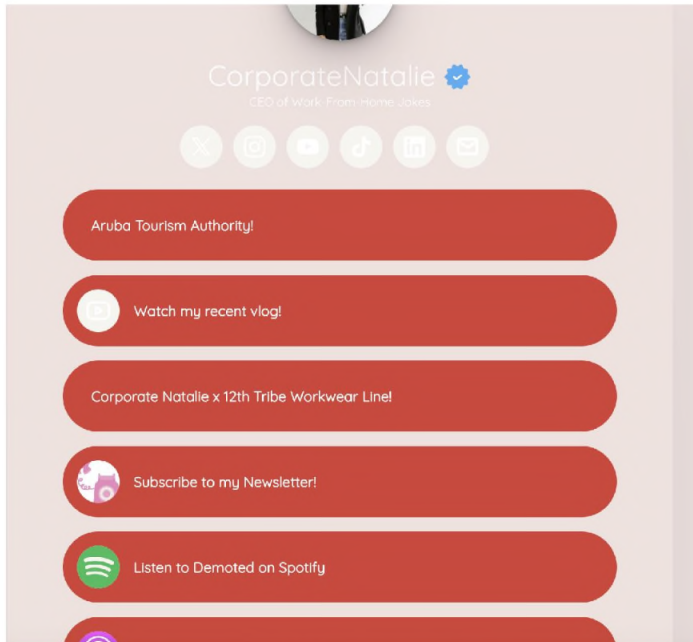 CorporateNatalie
CEO of Work-From-Home Jokes
Aruba Tourism Authority!
Watch my recent vlog!
Corporate Natalie x 12th Tribe Workwear Line!
Subscribe to my Newsletter!
Listen to Demoted on Spotify